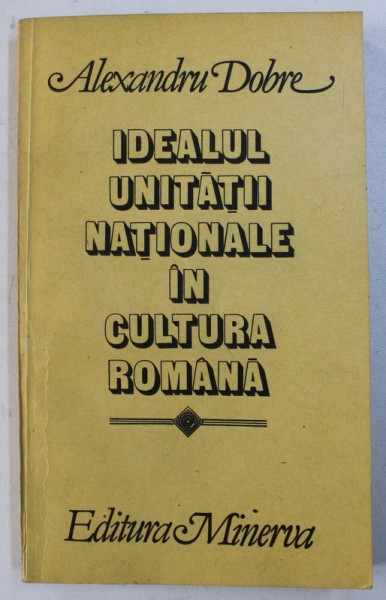 Alexandru Dobre
IDEALUL
UNITĂȚII
NAȚIONALE
ÎN
CULTURA
ROMÂNĂ
Editura Minerva